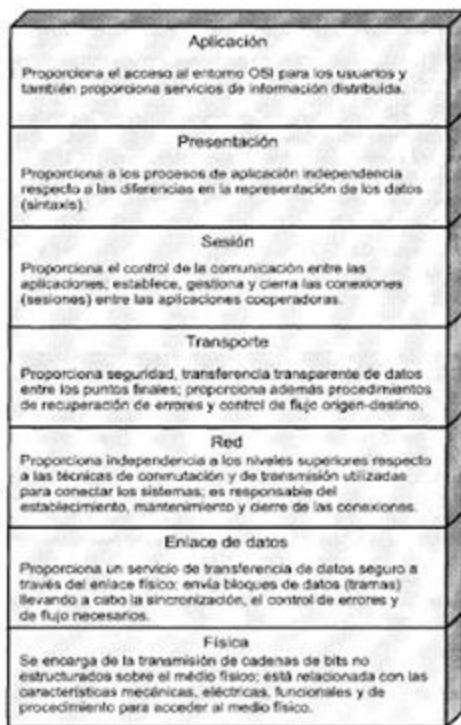 Aplicación
Proporciona el acceso al entorno OSI para los usuarios y
también proporciona servicios de información distribuida.
Presentación
Proporciona a los procesos de aplicación independencia
respecto a las diferencias en la representación de los datos
(sintaxis).
Sesión
Proporciona el control de la comunicación entre las
aplicaciones; establece, gestiona y cierra las conexiones
(sesiones) entre las aplicaciones cooperadoras.
Transporte
Proporciona seguridad, transferencia transparente de datos
entre los puntos finales; proporciona además procedimientos
de recuperación de errores y control de flujo origen-destino.
Red
Proporciona independencia a los niveles superiores respecto
a las técnicas de conmutación y de transmisión utilizadas
para conectar los sistemas; es responsable del
establecimiento, mantenimiento y cierre de las conexiones.
Enlace de datos
Proporciona un servicio de transferencia de datos seguro a
través del enlace físico; envía bloques de datos (tramas)
llevando a cabo la sincronización, el control de errores y
de flujo necesarios.
Física
Se encarga de la transmisión de cadenas de bits no
estructurados sobre el medio físico; está relacionada con las
características mecánicas, eléctricas, funcionales y de
procedimiento para acceder al medio físico.